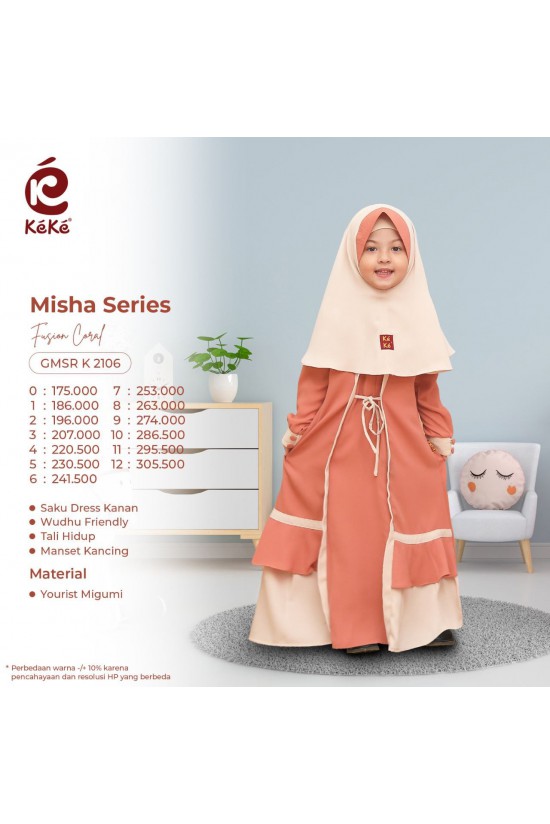 KéKé®
Misha Series
Fusion Coral
GMSR K 2106
0 : 175.000 7 : 253.000
1 : 186.000 8 : 263.000
2 : 196.000 9 : 274.000
3 : 207.000 10 : 286.500
4 : 220.500 11 : 295.500
5 : 230.500 12 : 305.500
6 : 241.500
Saku Dress Kanan
Wudhu Friendly
Tali Hidup
Manset Kancing
Material
Yourist Migumi
* Perbedaan warna -/+ 10% karena
pencahayaan dan resolusi HP yang berbeda
Ké
Ké